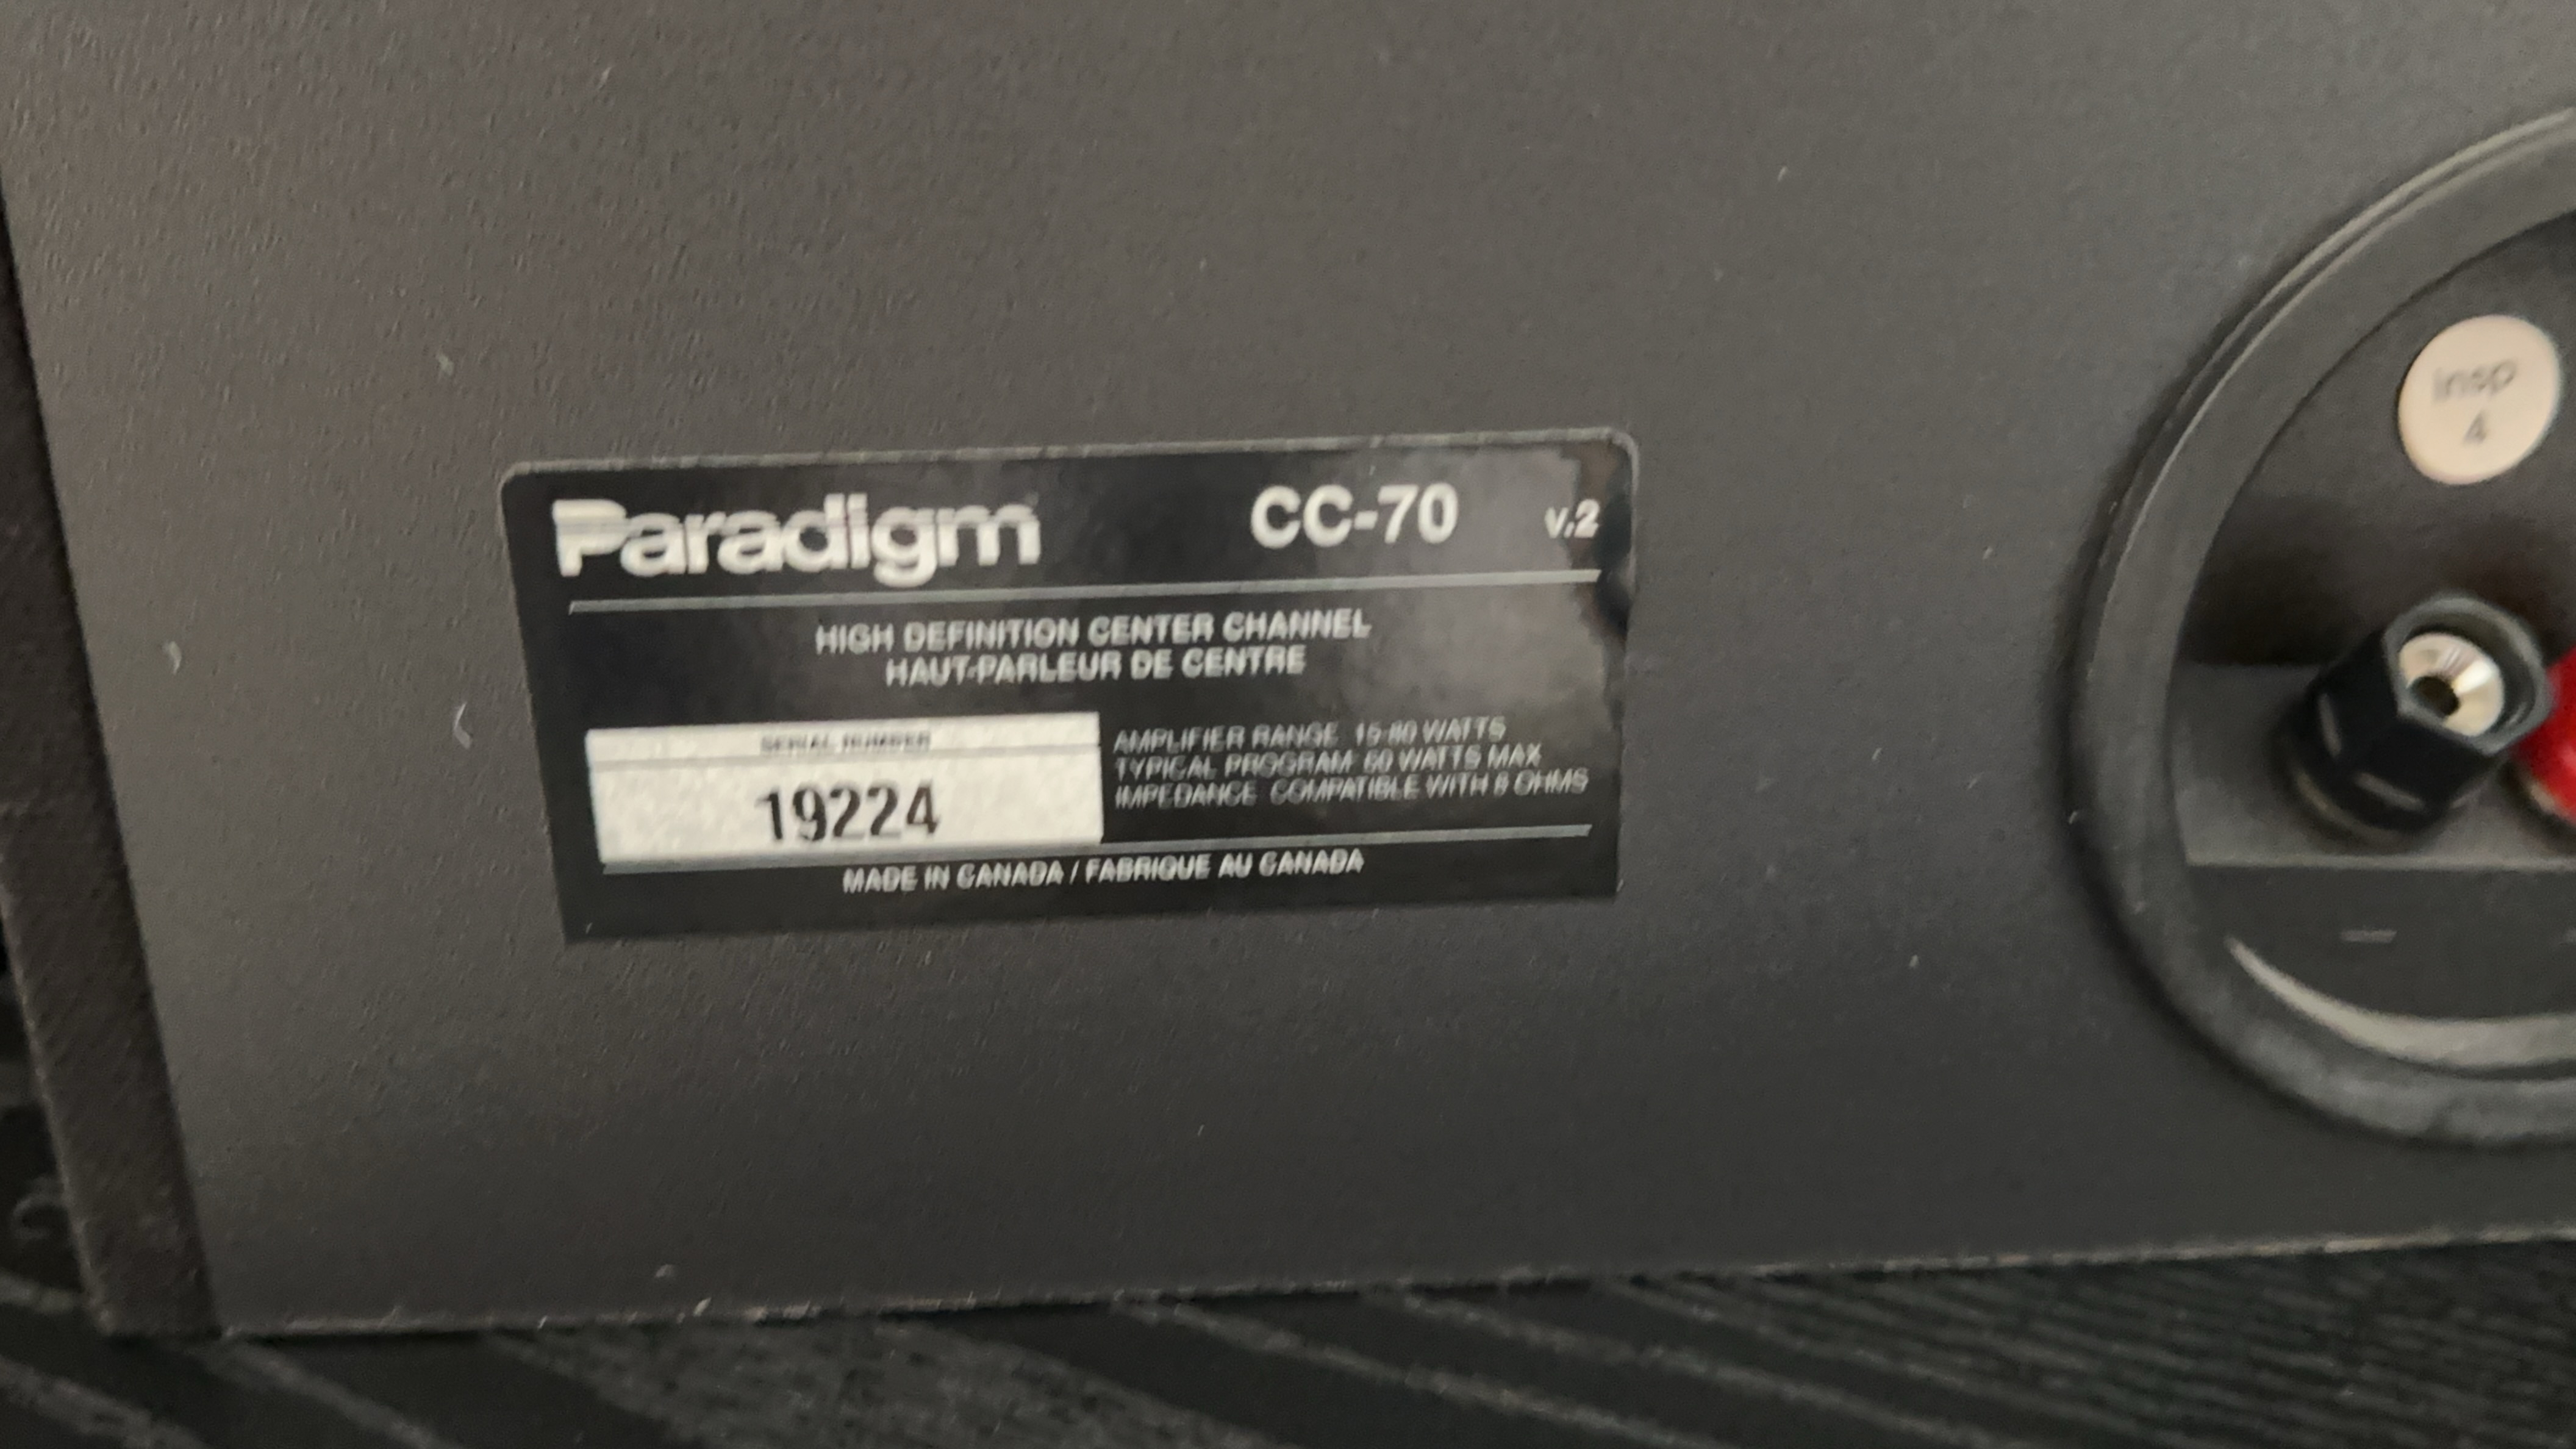 Paradigm CC-70 v.2
HIGH DEFINITION CENTER CHANNEL
HAUT-PARLEUR DE CENTRE
SERIAL NUMBER
19224
AMPLIFIER RANGE 15-80 WATTS
TYPICAL PROGRAM WATTS MAX
IMPEDANCE COMPATIBLE WITH 8 OHMS
MADE IN CANADA / FABRIQUE AU CANADA
Insp
4